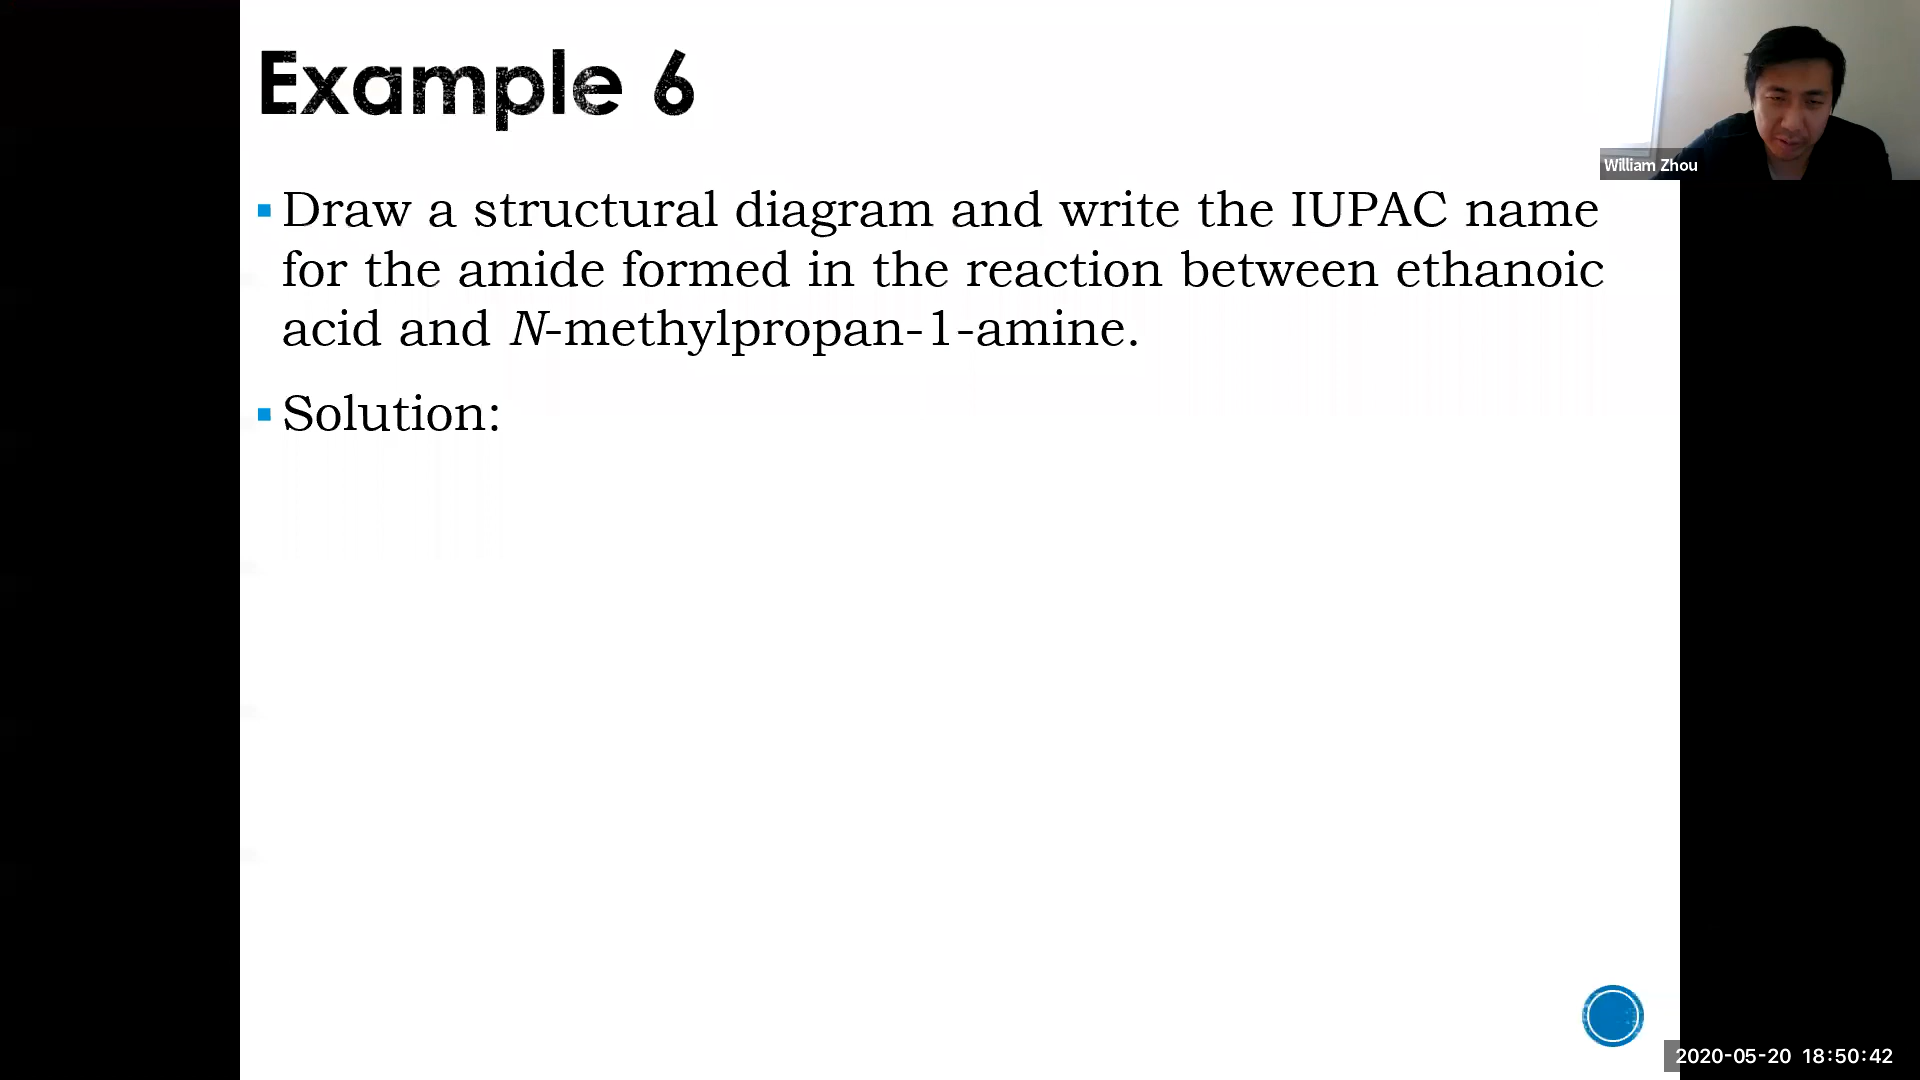 Example 6
William Zhou
Draw a structural diagram and write the IUPAC name
for the amide formed in the reaction between ethanoic
acid and N-methylpropan-1-amine.
Solution:
2020-05-20 18:50:42